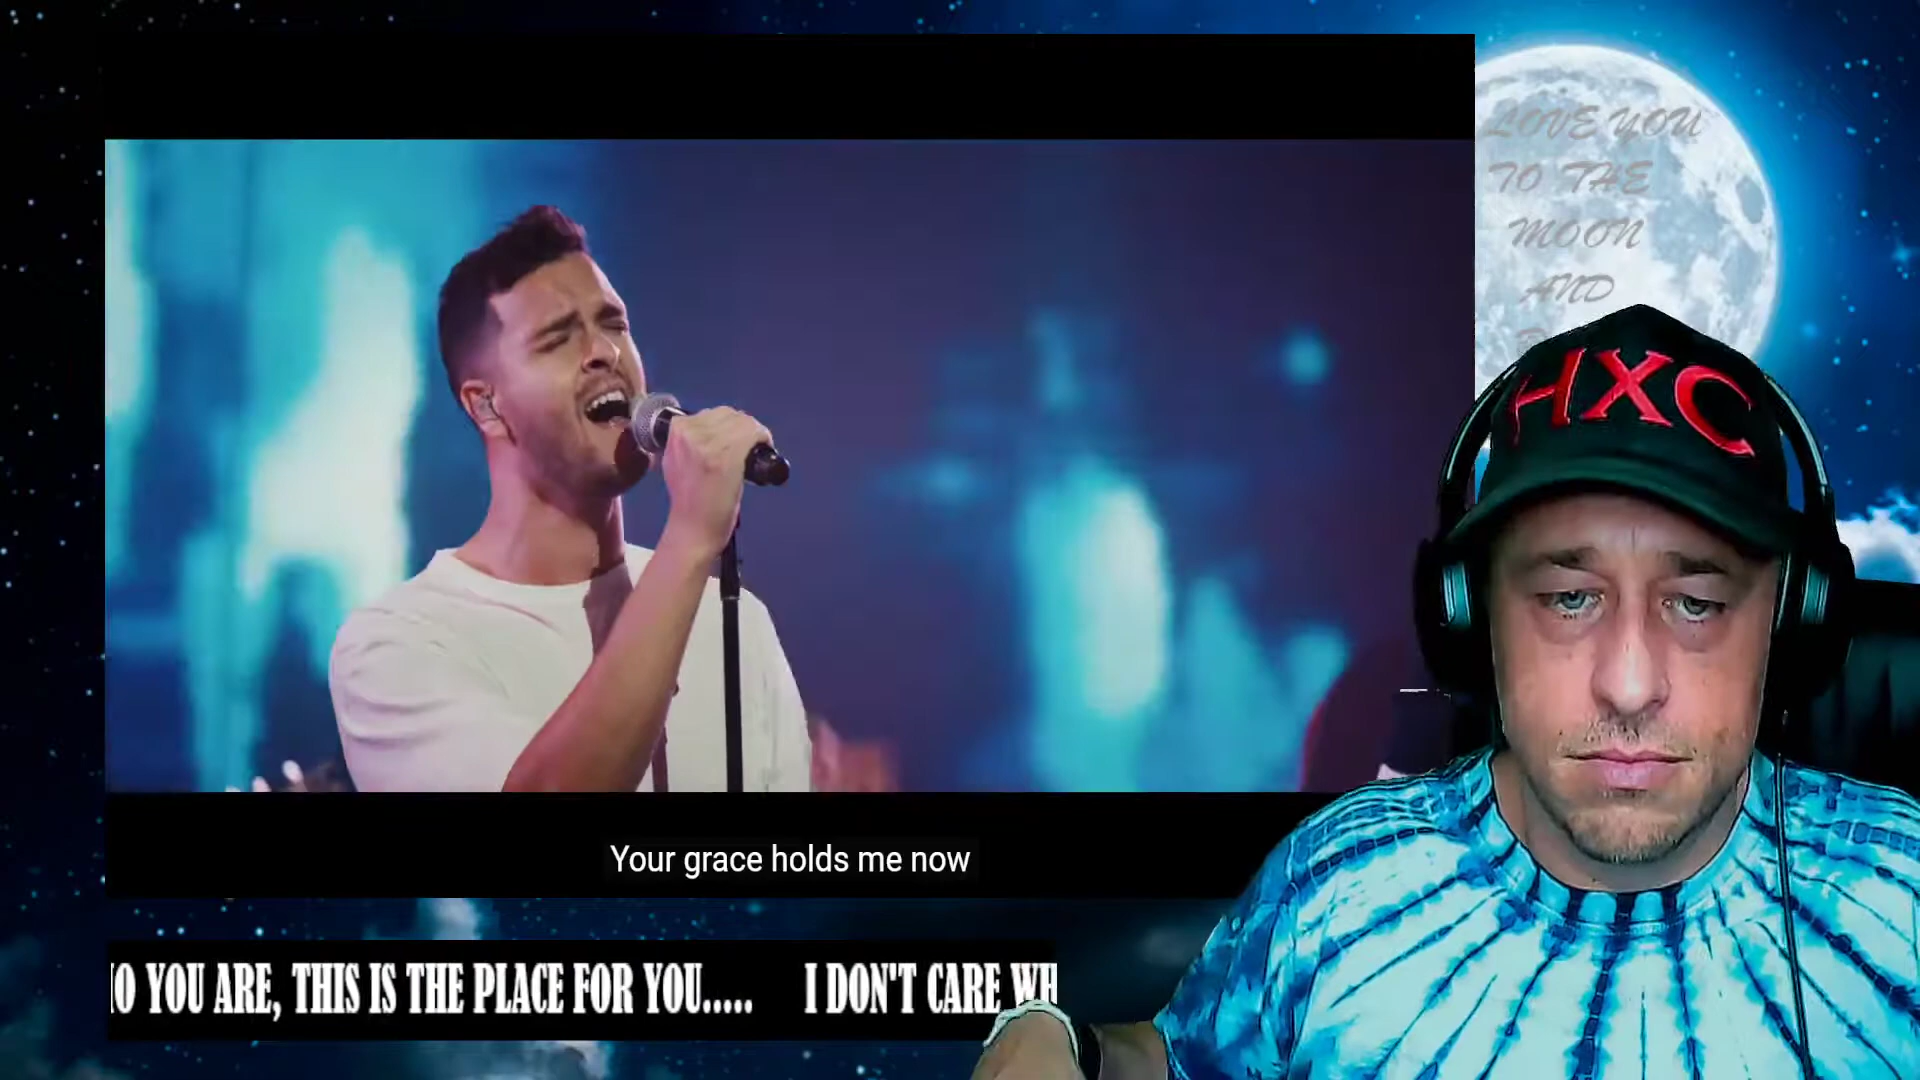 LOVE YOU
TO THE
MOON
AND
HXC
Your grace holds me now
O YOU ARE, THIS IS THE PLACE FOR YOU..... I DON'T CARE WH